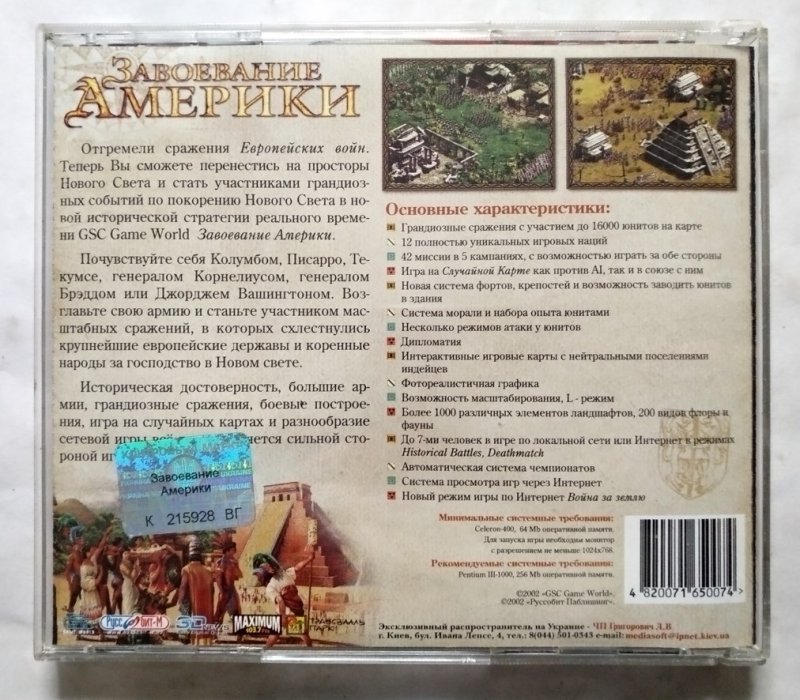 ЗАВОЕВАНИЕ
АМЕРИКИ
Отгремели сражения Европейских войн.
Теперь Вы сможете перенестись на просторы
Нового Света и стать участниками грандиоз-
ных событий по покорению Нового Света в но-
вой исторической стратегии реального време-
ни GSC Game World Завоевание Америки.
Почувствуйте себя Колумбом, Писарро, Те-
кумсе, генералом Корнелиусом, генералом
Брэддом или Джорджем Вашингтоном. Воз-
главьте свою армию и станьте участником мас-
штабных сражений, в которых схлестнулись
крупнейшие европейские державы и коренные
народы за господство в Новом свете.
Историческая достоверность, большие ар-
мии, грандиозные сражения, боевые построе-
ния, игра на случайных картах и разнообразие
сетевой игры
сто-
роной
Завоевание
Америки
К 215928 ВГ
Основные характеристики:
Грандиозные сражения с участием до 16000 юнитов на карте
12 полностью уникальных игровых наций
42 миссии в 5 кампаниях, с возможностью играть за обе стороны
Игра на Случайной Карте как против AI, так и в союзе с ним
Новая система фортов, крепостей и возможность заводить юнитов
в здания
Система морали и набора опыта юнитами
Несколько режимов атаки у юнитов
Дипломатия
Интерактивные игровые карты с нейтральными поселениями
индейцев
Фотореалистичная графика
Возможность масштабирования, L - режим
Более 1000 различных элементов ландшафтов, 200 видов флоры и
фауны
До 7-ми человек в игре по локальной сети или Интернет в режимах
Historical Battles, Deathmatch
Автоматическая система чемпионатов
Система просмотра игр через Интернет
Новый режим игры по Интернет Война за землю
Минимальные системные требования:
Celeron-400, 64 Mb оперативной памяти.
Для запуска игры необходим монитор
с разрешением не меньше 1024x768.
Рекомендуемые системные требования:
Pentium III-1000, 256 Mb оперативной памяти.
©2002 «GSC Game World».
©2002 «Руссобит Паблишинг».
4 820071 650074 >
Русс бит-М
3D NEWS
MAXIMUM
103.7
Эксклюзивный распространитель на Украине - ЧП Григорович Л.В.
г. Киев, бул. Ивана Лепсе, 4, тел.: 8(044) 501-0343 e-mail: mediasoft@ipnet.kiev.ua